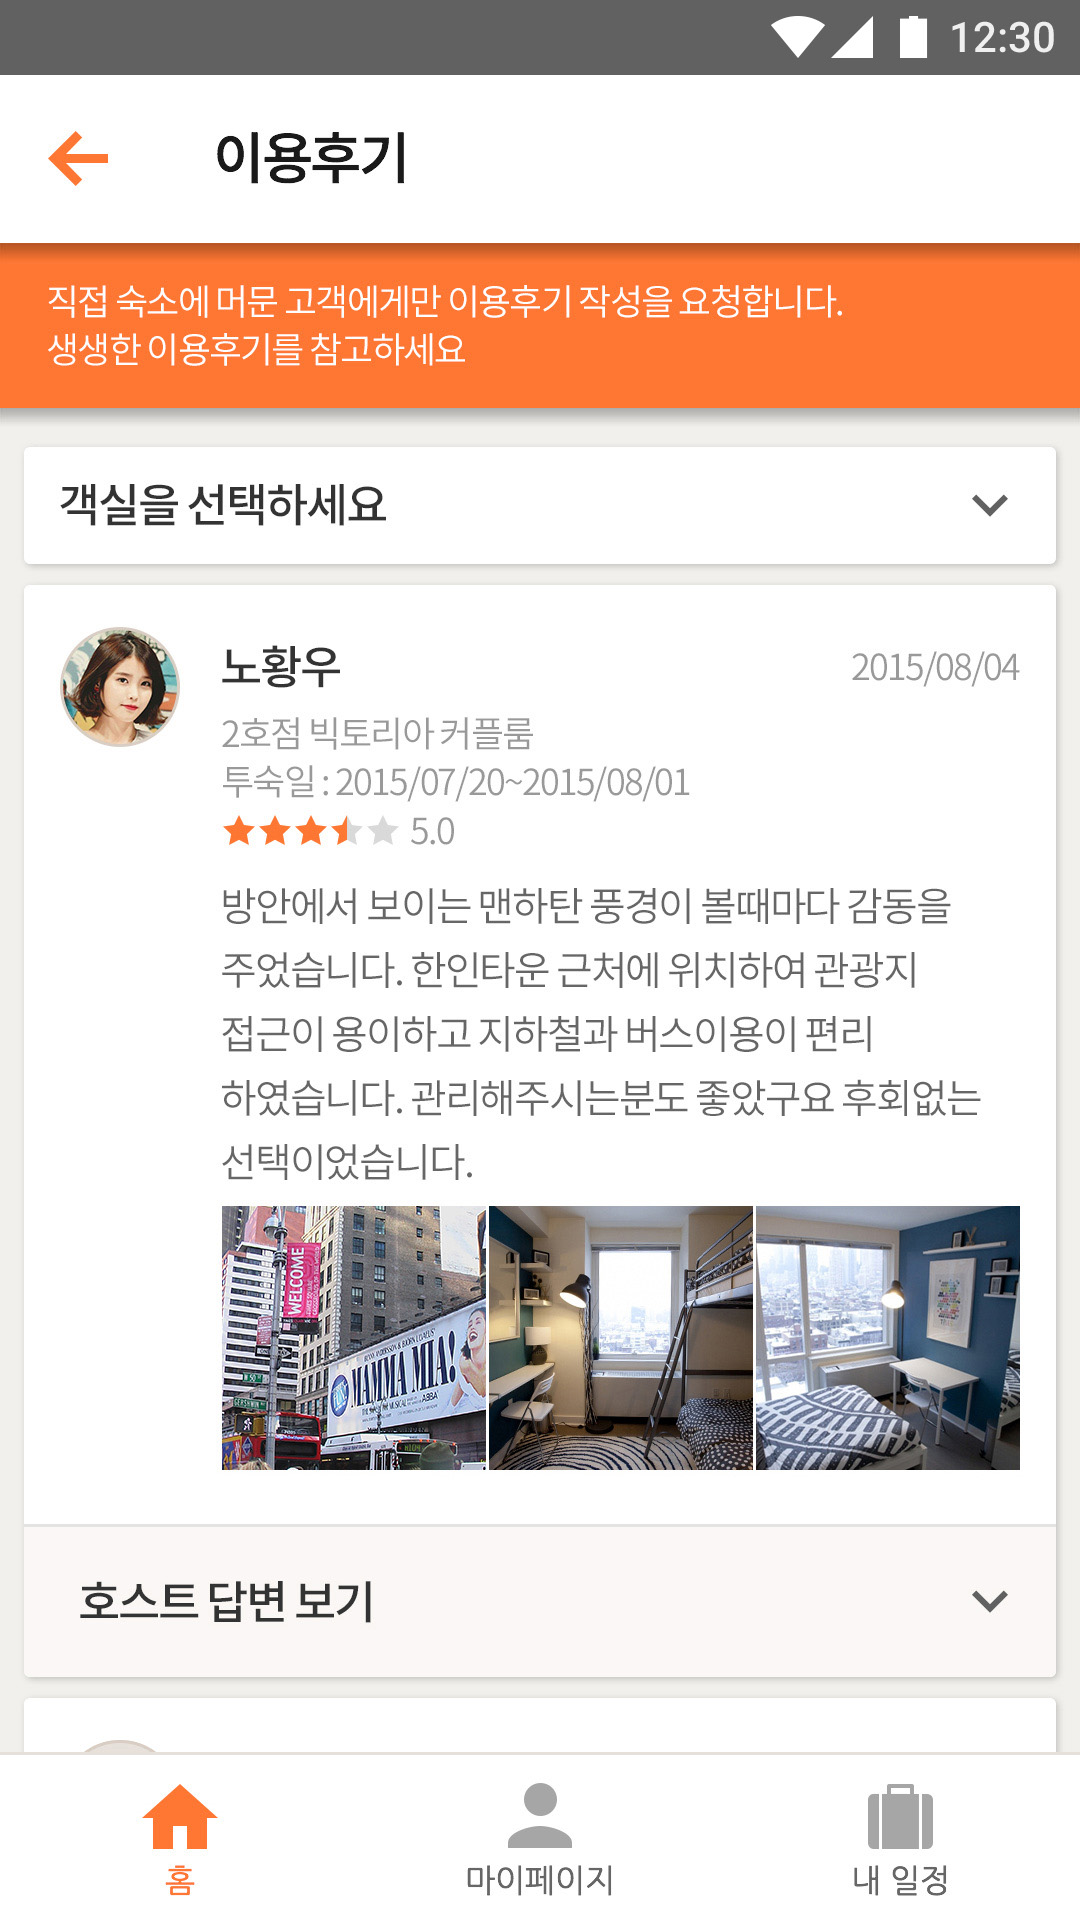 12:30
이용후기
직접 숙소에 머문 고객에게만 이용후기 작성을 요청합니다.
생생한 이용후기를 참고하세요
객실을 선택하세요
노황우
2015/08/04
2호점 빅토리아 커플룸
투숙일 : 2015/07/20~2015/08/01
5.0
방안에서 보이는 맨하탄 풍경이 볼때마다 감동을
주었습니다. 한인타운 근처에 위치하여 관광지
접근이 용이하고 지하철과 버스이용이 편리
하였습니다. 관리해주시는분도 좋았구요 후회없는
선택이었습니다.
WELCOME
MAMMA MIA!
ABBA
호스트 답변 보기
홈
마이페이지
내 일정